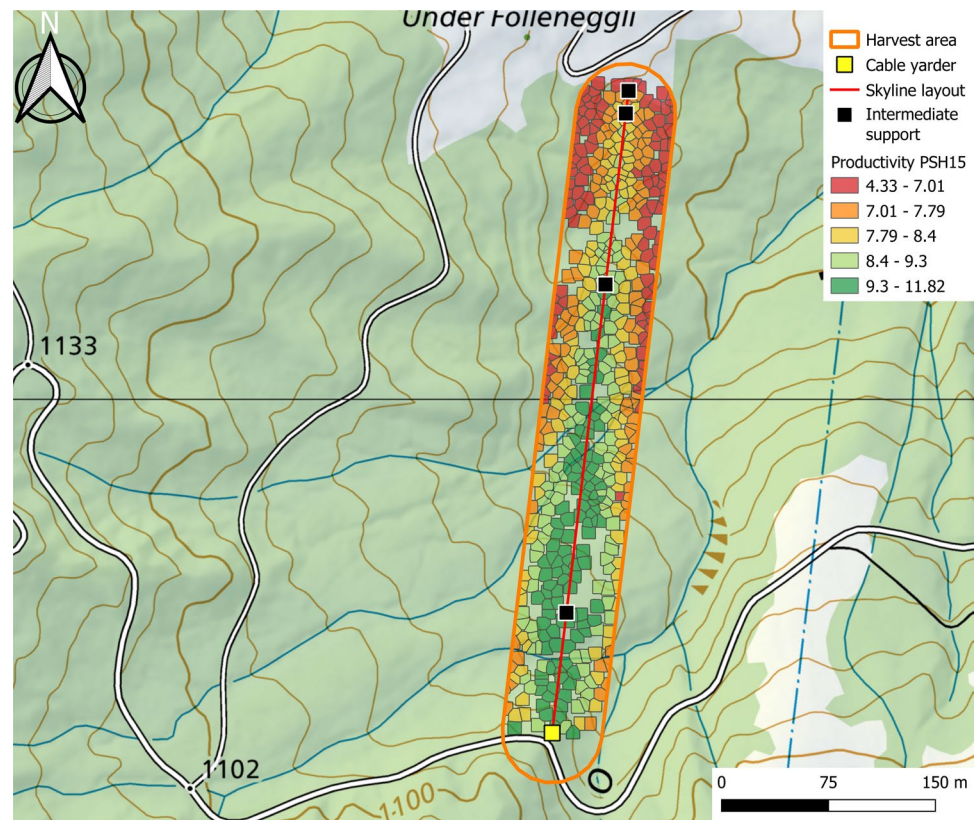 Under Folleneggli
N
Harvest area
Cable yarder
Skyline layout
Intermediate
support
Productivity PSH15
4.33 - 7.01
7.01 - 7.79
7.79 - 8.4
8.4 - 9.3
9.3 - 11.82
1133
1102
1100
0 75 150 m